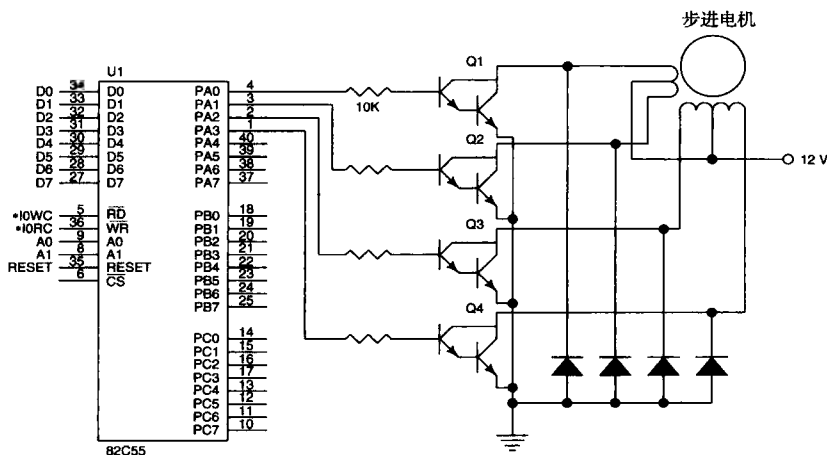 步进电机
U1
D0 34 D0 PA0 4
D1 33 D1 PA1 3
D2 32 D2 PA2 2
D3 31 D3 PA3 1
D4 30 D4 PA4 40
D5 29 D5 PA5 39
D6 28 D6 PA6 38
D7 27 D7 PA7 37
•I0WC 5 RD PB0 18
•I0RC 36 WR PB1 19
A0 9 A0 PB2 20
A1 8 A1 PB3 21
RESET 35 RESET PB4 22
6 CS PB5 23
PB6 24
PB7 25
PC0 14
PC1 15
PC2 16
PC3 17
PC4 13
PC5 12
PC6 11
PC7 10
82C55
10K
Q1
Q2
Q3
Q4
12 V